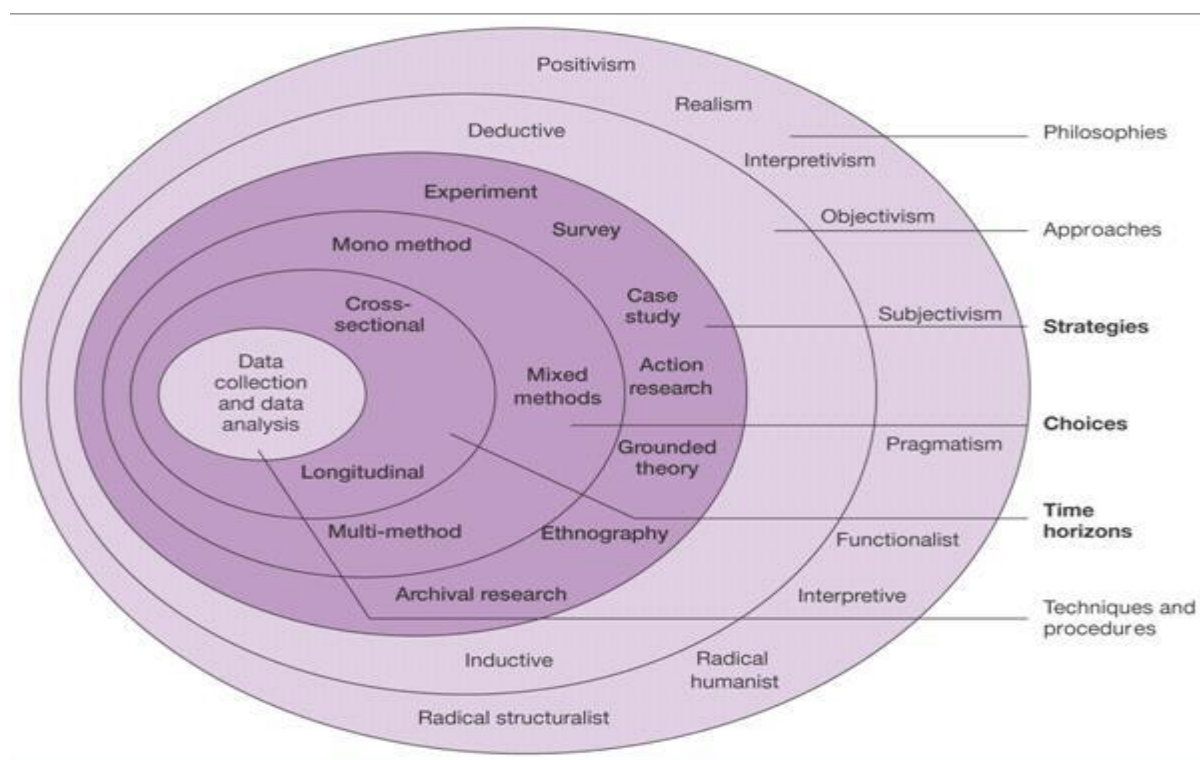 Positivism
Realism
Deductive
Philosophies
Interpretivism
Experiment
Objectivism
Survey
Approaches
Mono method
Case
study
Cross-
sectional
Subjectivism
Strategies
Data
collection
and data
analysis
Mixed
methods
Action
research
Choices
Pragmatism
Grounded
theory
Longitudinal
Time
horizons
Multi-method
Ethnography
Functionalist
Archival research
Interpretive
Techniques and
procedures
Inductive
Radical
humanist
Radical structuralist